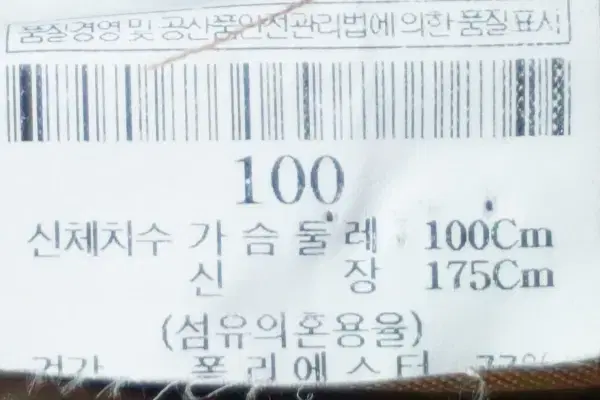 품질경영 및 공산품안전관리법에 의한 품질표시
100
신체치수 가슴둘레 100Cm
신장 175Cm
(섬유의혼용율)
겉감 폴리에스터